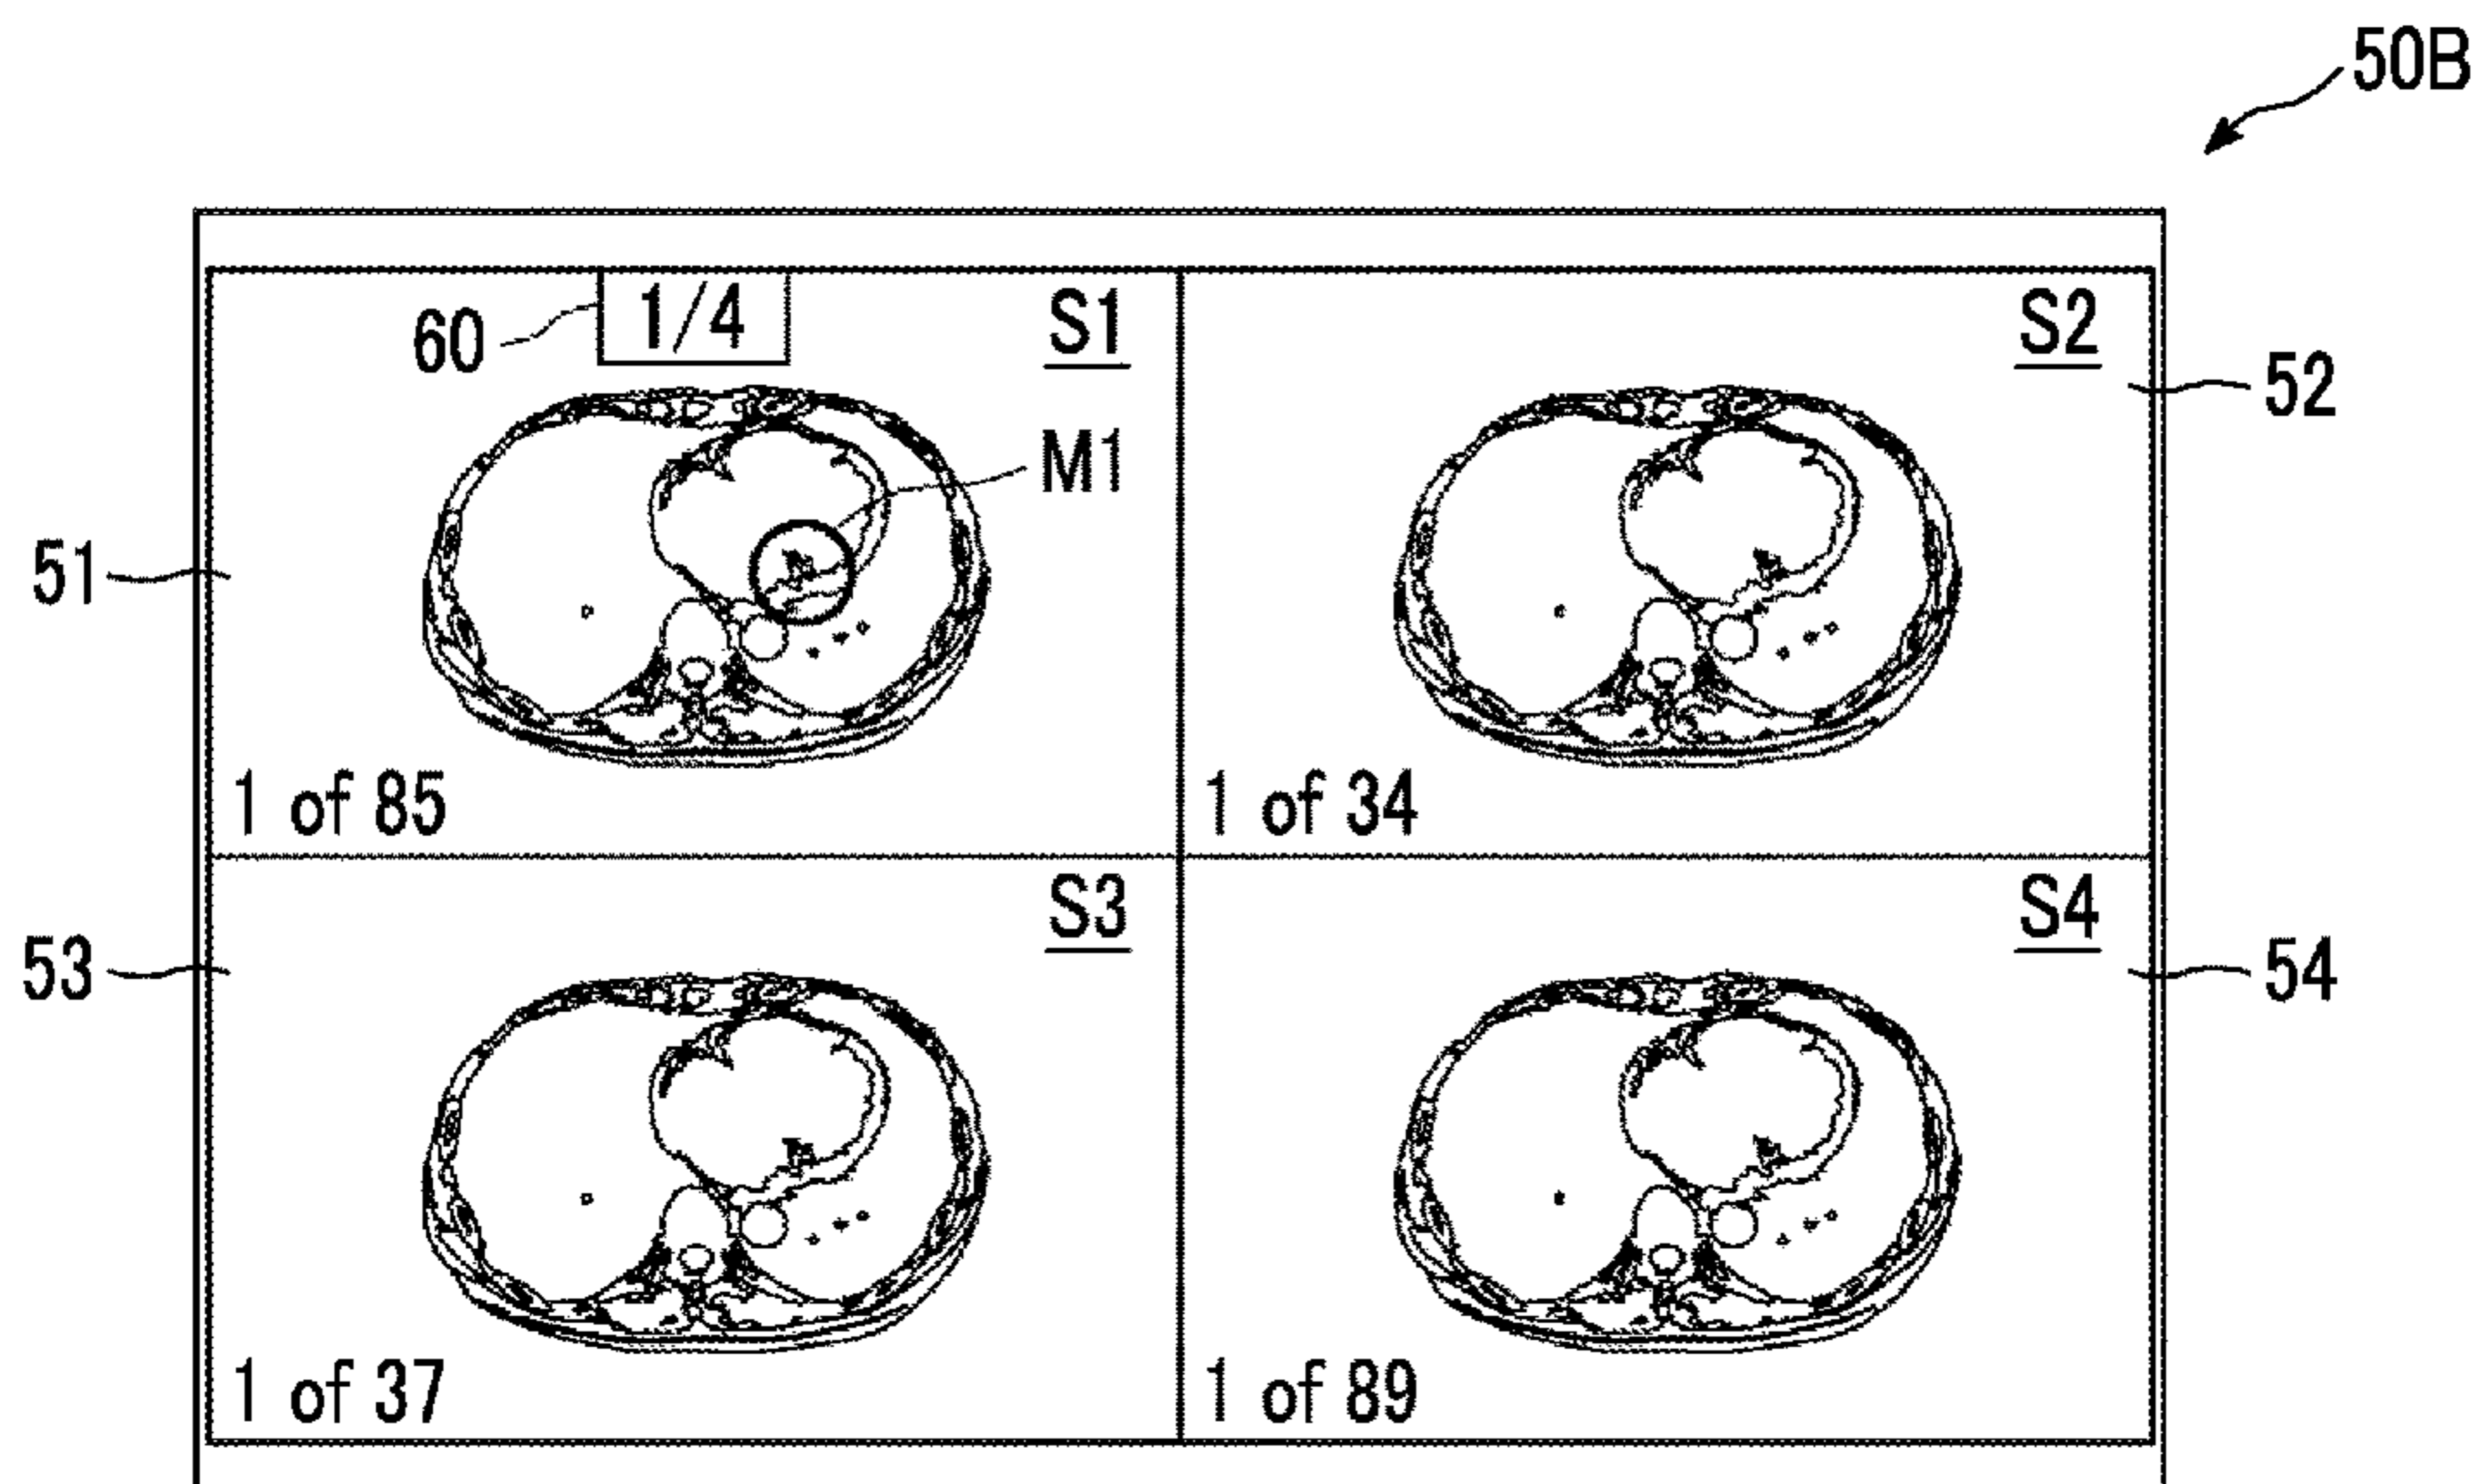 50B
60
1/4
S1
S2
52
M1
51
1 of 85
1 of 34
S3
S4
53
54
1 of 37
1 of 89